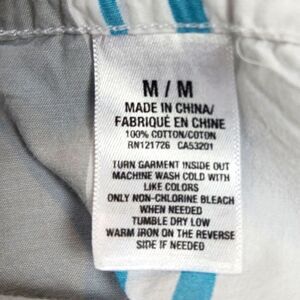 M / M
MADE IN CHINA/
FABRIQUÉ EN CHINE
100% COTTON/COTON
RN121726 CA53201
TURN GARMENT INSIDE OUT
MACHINE WASH COLD WITH
LIKE COLORS
ONLY NON-CHLORINE BLEACH
WHEN NEEDED
TUMBLE DRY LOW
WARM IRON ON THE REVERSE
SIDE IF NEEDED